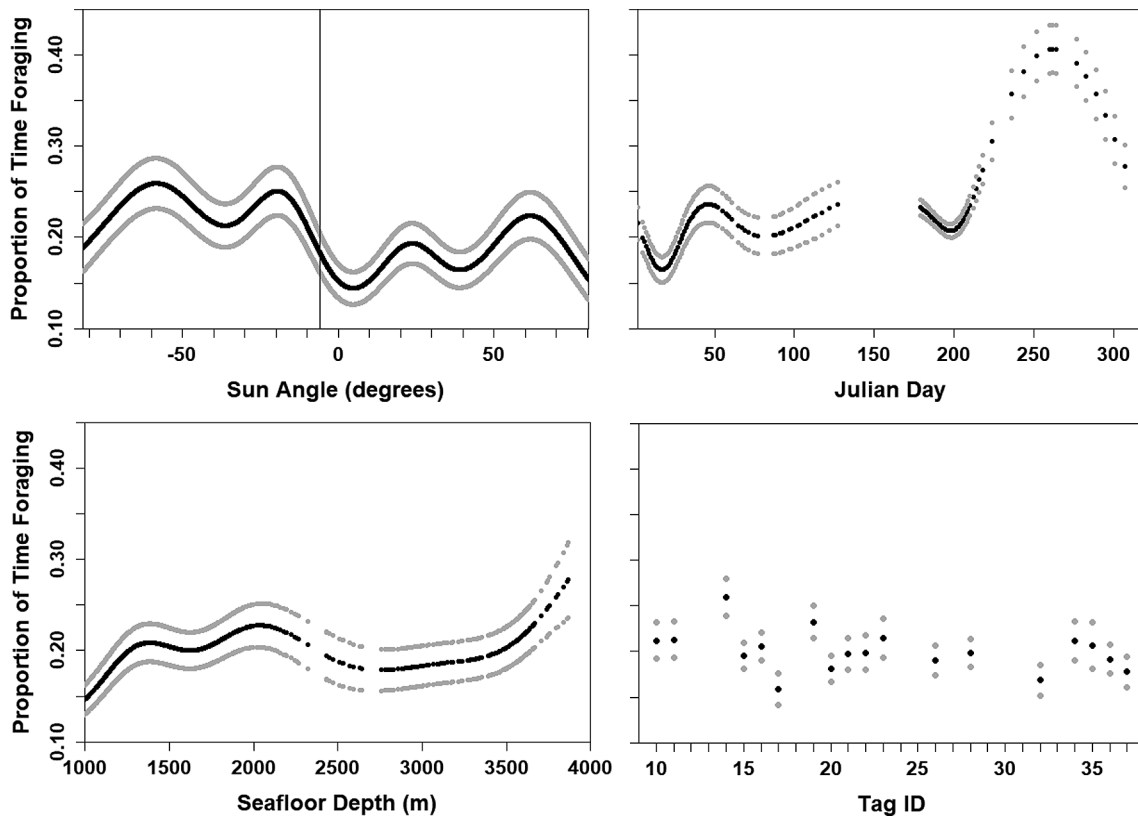 Proportion of Time Foraging
0.40
0.30
0.20
0.10
-50 0 50
Sun Angle (degrees)
50 100 150 200 250 300
Julian Day
Proportion of Time Foraging
0.40
0.30
0.20
0.10
1000 1500 2000 2500 3000 3500 4000
Seafloor Depth (m)
10 15 20 25 30 35
Tag ID